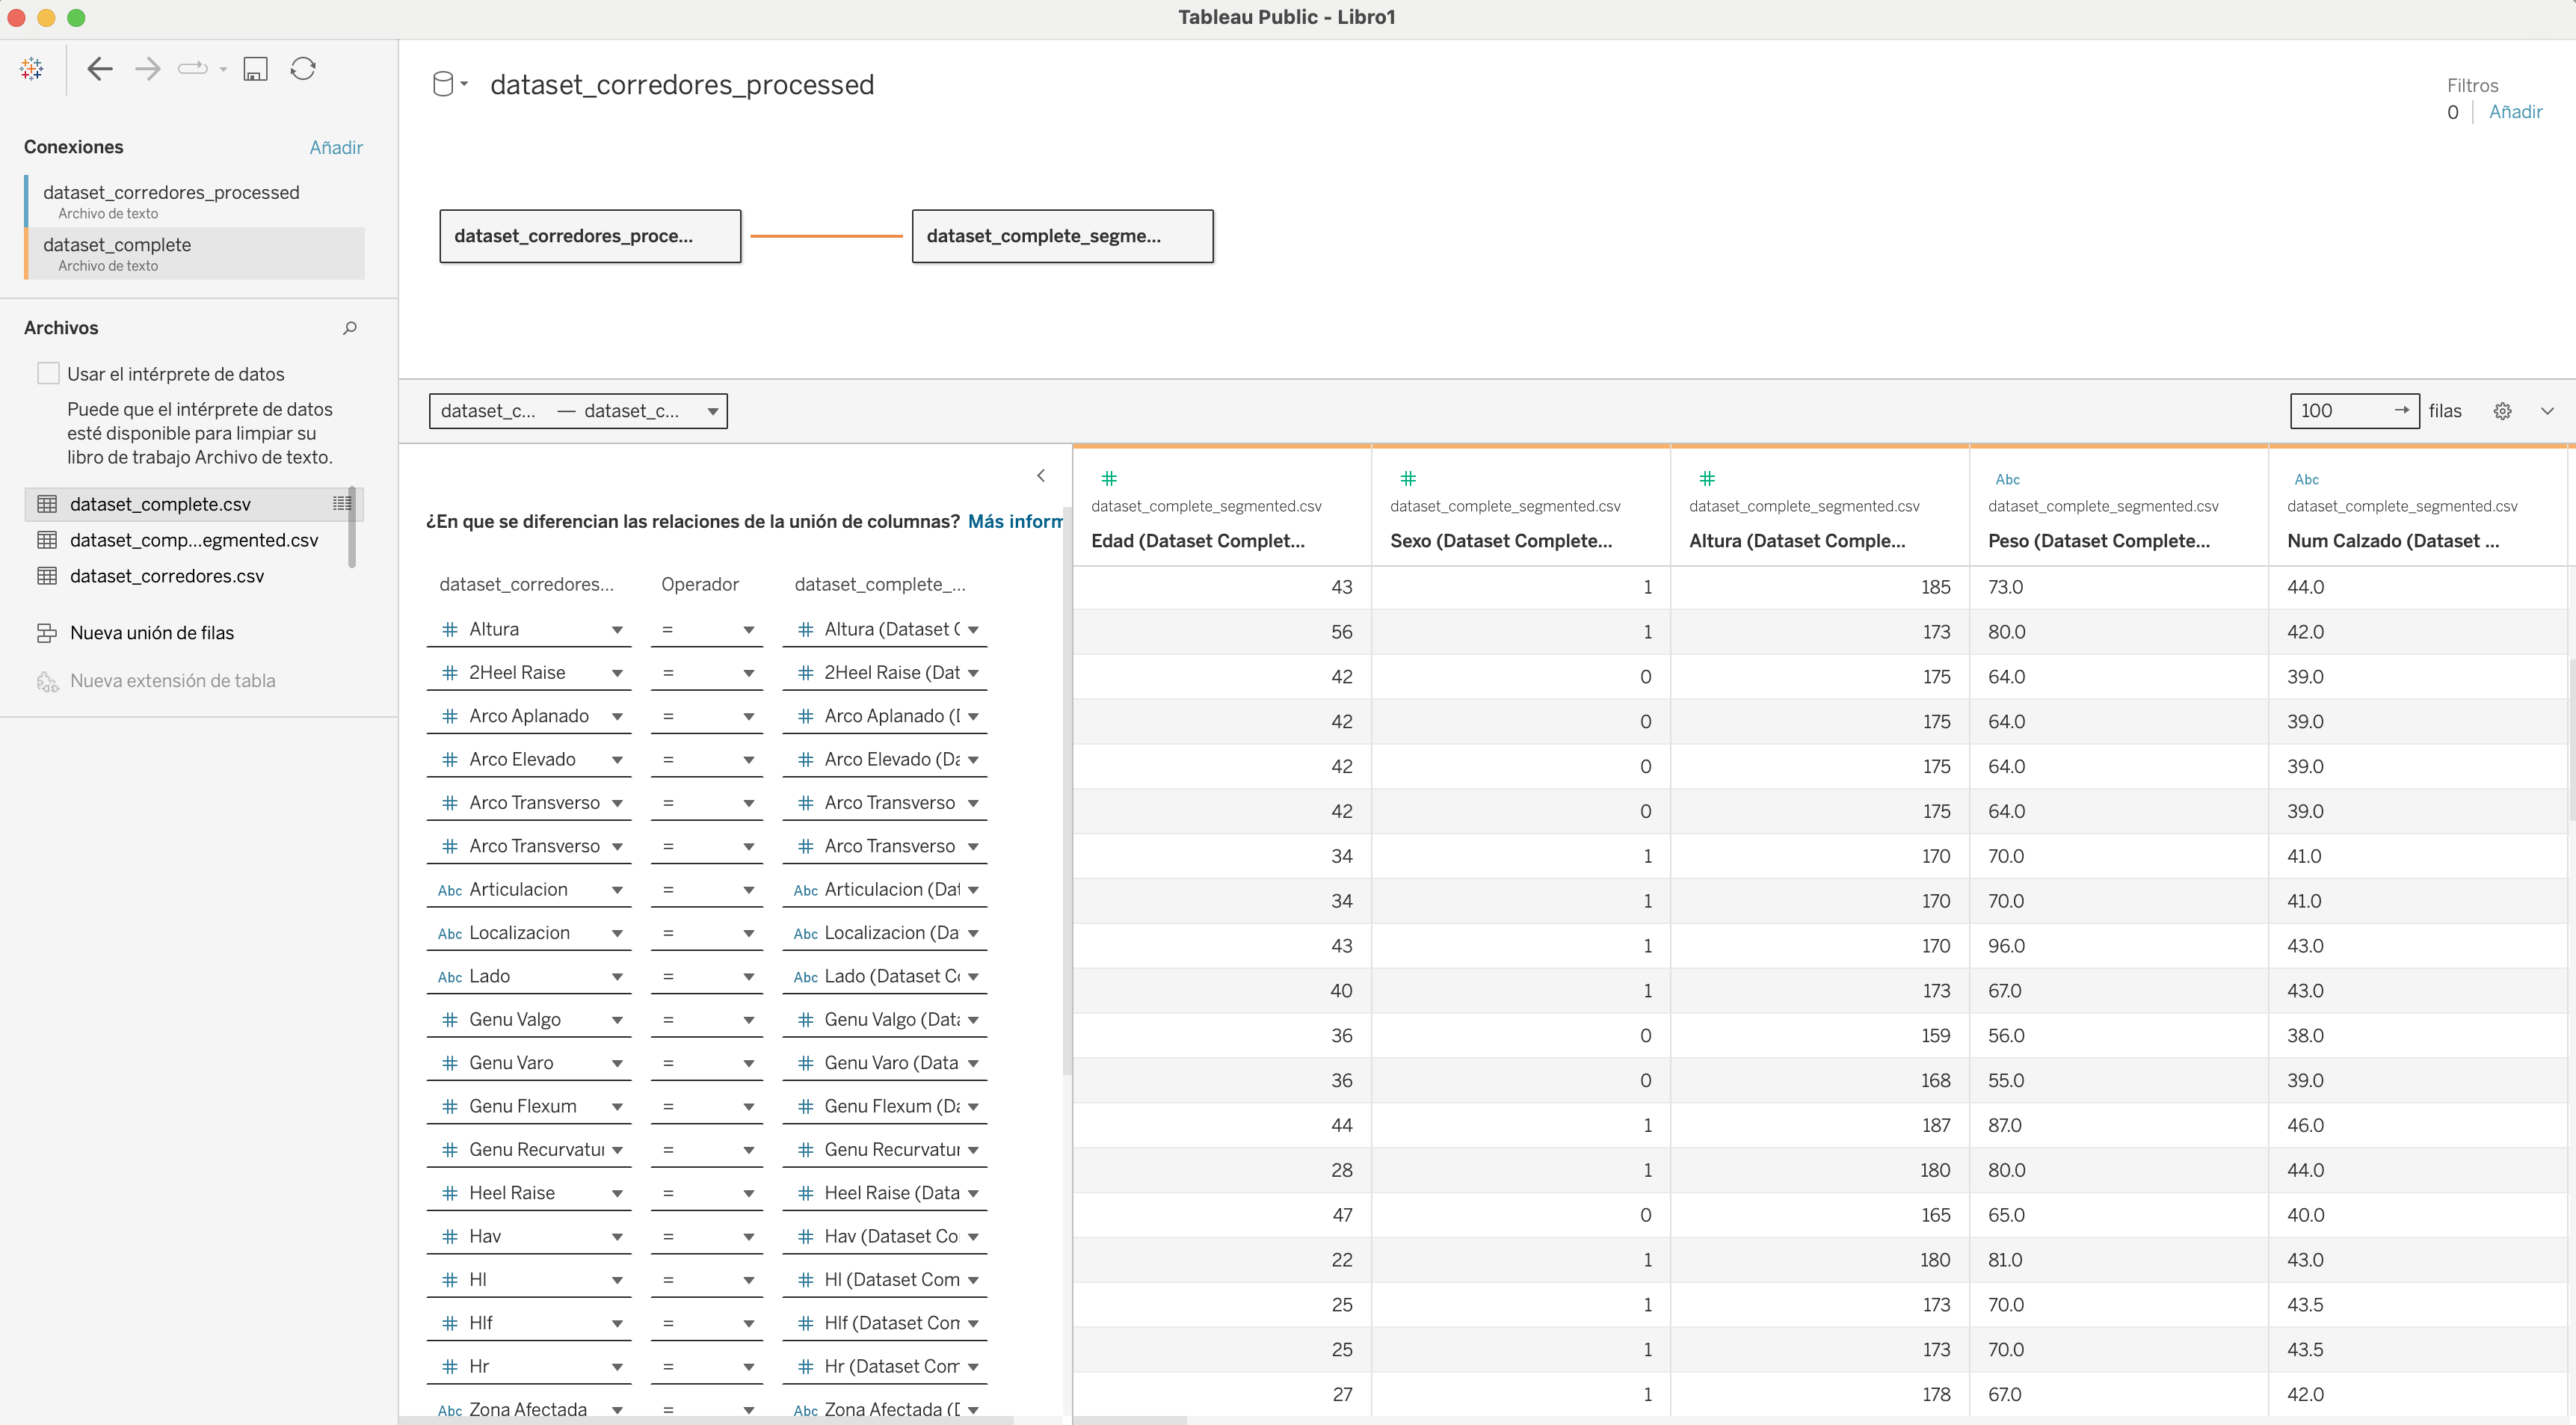 Tableau Public - Libro1
dataset_corredores_processed
Filtros
0 Añadir
Conexiones Añadir
dataset_corredores_processed
Archivo de texto
dataset_complete
Archivo de texto
dataset_corredores_proce...
dataset_complete_segme...
Archivos
Usar el intérprete de datos
Puede que el intérprete de datos
esté disponible para limpiar su
libro de trabajo Archivo de texto.
dataset_complete.csv
dataset_comp...egmented.csv
dataset_corredores.csv
Nueva unión de filas
Nueva extensión de tabla
dataset_c... — dataset_c...
100 filas
¿En que se diferencian las relaciones de la unión de columnas? Más inform
dataset_corredores... Operador dataset_complete_...
Altura = Altura (Dataset C
2Heel Raise = 2Heel Raise (Dat
Arco Aplanado = Arco Aplanado (D
Arco Elevado = Arco Elevado (Da
Arco Transverso = Arco Transverso
Arco Transverso = Arco Transverso
Abc Articulacion = Abc Articulacion (Dat
Abc Localizacion = Abc Localizacion (Da
Abc Lado = Abc Lado (Dataset Co
Genu Valgo = Genu Valgo (Data
Genu Varo = Genu Varo (Data
Genu Flexum = Genu Flexum (Da
Genu Recurvatur = Genu Recurvatur
Heel Raise = Heel Raise (Data
Hav = Hav (Dataset Co
Hl = Hl (Dataset Com
Hlf = Hlf (Dataset Com
Hr = Hr (Dataset Com
Abc Zona Afectada = Abc Zona Afectada (D
# # # Abc Abc
dataset_complete_segmented.csv dataset_complete_segmented.csv dataset_complete_segmented.csv dataset_complete_segmented.csv dataset_complete_segmented.csv
Edad (Dataset Complet... Sexo (Dataset Complete... Altura (Dataset Comple... Peso (Dataset Complete... Num Calzado (Dataset ...
43 1 185 73.0 44.0
56 1 173 80.0 42.0
42 0 175 64.0 39.0
42 0 175 64.0 39.0
42 0 175 64.0 39.0
42 0 175 64.0 39.0
34 1 170 70.0 41.0
34 1 170 70.0 41.0
43 1 170 96.0 43.0
40 1 173 67.0 43.0
36 0 159 56.0 38.0
36 0 168 55.0 39.0
44 1 187 87.0 46.0
28 1 180 80.0 44.0
47 0 165 65.0 40.0
22 1 180 81.0 43.0
25 1 173 70.0 43.5
25 1 173 70.0 43.5
27 1 178 67.0 42.0